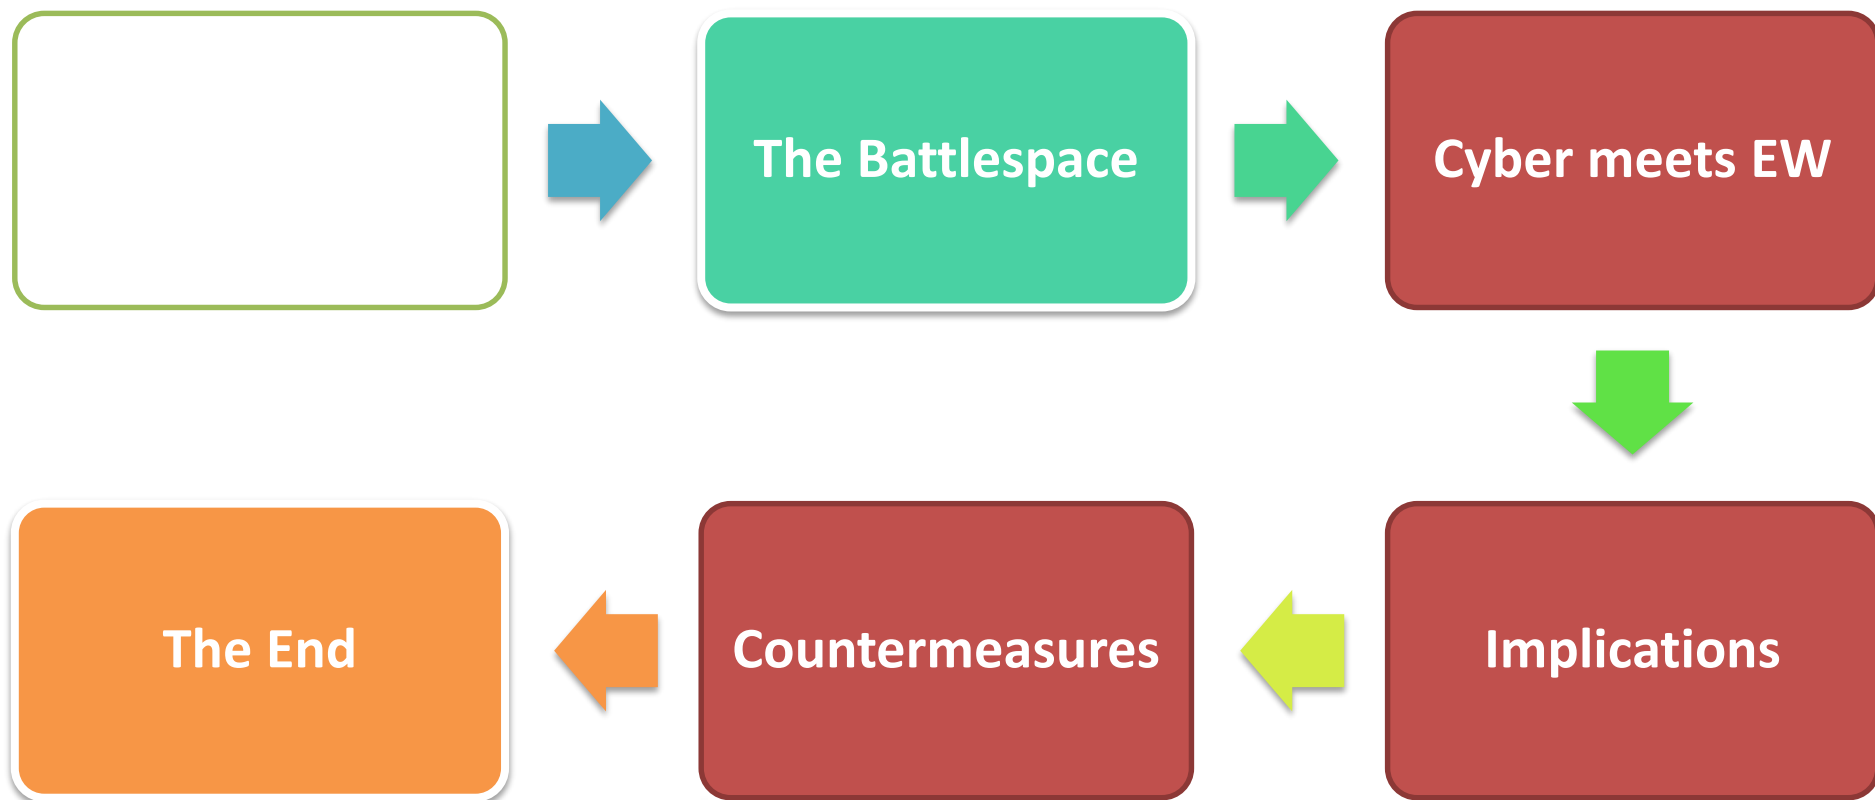 The Battlespace
Cyber meets EW
Implications
Countermeasures
The End